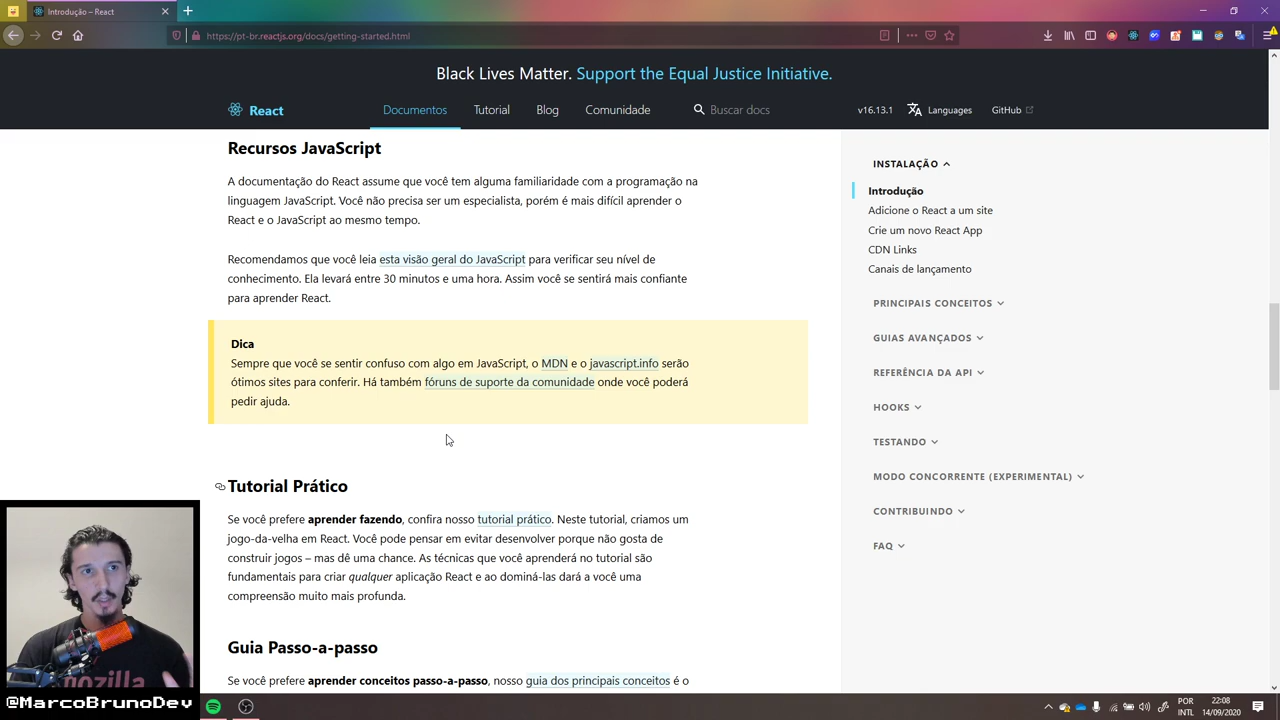 Introdução – React
https://pt-br.reactjs.org/docs/getting-started.html
Black Lives Matter. Support the Equal Justice Initiative.
React
Documentos
Tutorial
Blog
Comunidade
Buscar docs
v16.13.1
Languages
GitHub
Recursos JavaScript
A documentação do React assume que você tem alguma familiaridade com a programação na
linguagem JavaScript. Você não precisa ser um especialista, porém é mais difícil aprender o
React e o JavaScript ao mesmo tempo.
Recomendamos que você leia esta visão geral do JavaScript para verificar seu nível de
conhecimento. Ela levará entre 30 minutos e uma hora. Assim você se sentirá mais confiante
para aprender React.
Dica
Sempre que você se sentir confuso com algo em JavaScript, o MDN e o javascript.info serão
ótimos sites para conferir. Há também fóruns de suporte da comunidade onde você poderá
pedir ajuda.
Tutorial Prático
Se você prefere aprender fazendo, confira nosso tutorial prático. Neste tutorial, criamos um
jogo-da-velha em React. Você pode pensar em evitar desenvolver porque não gosta de
construir jogos – mas dê uma chance. As técnicas que você aprenderá no tutorial são
fundamentais para criar qualquer aplicação React e ao dominá-las dará a você uma
compreensão muito mais profunda.
Guia Passo-a-passo
Se você prefere aprender conceitos passo-a-passo, nosso guia dos principais conceitos é o
INSTALAÇÃO
Introdução
Adicione o React a um site
Crie um novo React App
CDN Links
Canais de lançamento
PRINCIPAIS CONCEITOS
GUIAS AVANÇADOS
REFERÊNCIA DA API
HOOKS
TESTANDO
MODO CONCORRENTE (EXPERIMENTAL)
CONTRIBUINDO
FAQ
@MarcoBrunoDev
POR
INTL
22:08
14/09/2020